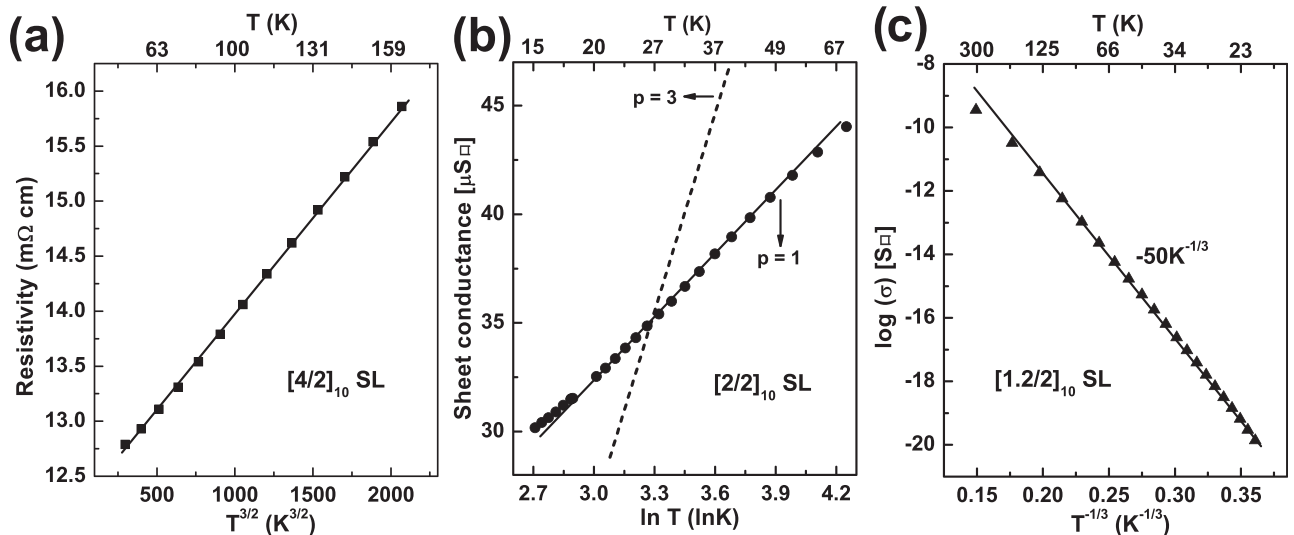 (a)
T (K)
63 100 131 159
16.0
15.5
15.0
14.5
14.0
13.5
13.0
12.5
Resistivity (mΩ cm)
[4/2]10 SL
500 1000 1500 2000
T^3/2 (K^3/2)
(b)
T (K)
15 20 27 37 49 67
45
40
35
30
Sheet conductance [μS¤]
p = 3
p = 1
[2/2]10 SL
2.7 3.0 3.3 3.6 3.9 4.2
ln T (lnK)
(c)
T (K)
300 125 66 34 23
-8
-10
-12
-14
-16
-18
-20
log (σ) [S¤]
-50K^-1/3
[1.2/2]10 SL
0.15 0.20 0.25 0.30 0.35
T^-1/3 (K^-1/3)